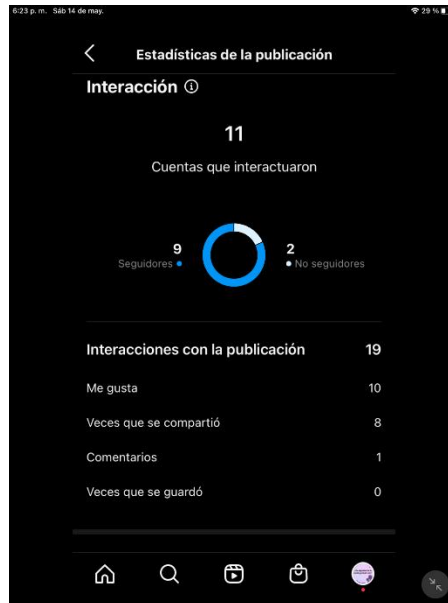 6:23 p. m. Sáb 14 de may. 29 %
Estadísticas de la publicación
Interacción
11
Cuentas que interactuaron
9 2
Seguidores No seguidores
Interacciones con la publicación 19
Me gusta 10
Veces que se compartió 8
Comentarios 1
Veces que se guardó 0